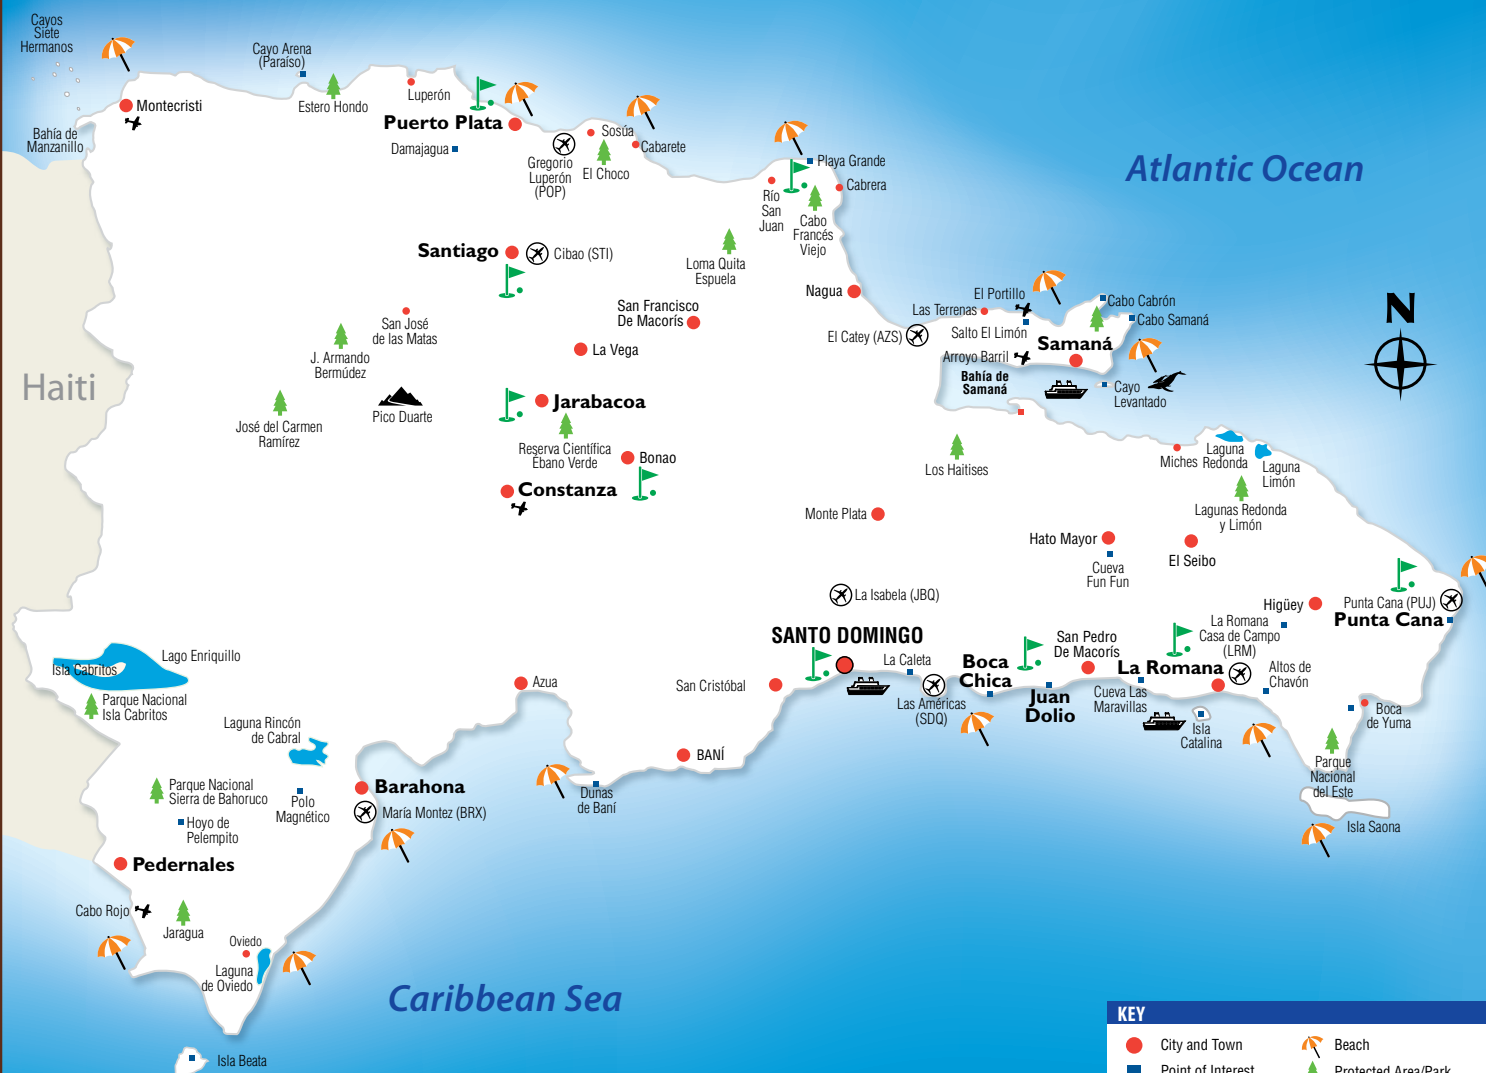 Cayos
Siete
Hermanos
Cayo Arena
(Paraíso)
Estero Hondo
Luperón
Montecristi
Puerto Plata
Damajagua
Bahía de
Manzanillo
Gregorio
Luperón
(POP)
Sosúa
Cabarete
El Choco
Playa Grande
Cabrera
Río
San
Juan
Cabo
Francés
Viejo
Atlantic Ocean
Santiago
Cibao (STI)
Loma Quita
Espuela
San Francisco
De Macorís
Nagua
El Portillo
Las Terrenas
Cabo Cabrón
Cabo Samaná
Salto El Limón
El Catey (AZS)
Samaná
Arroyo Barril
Bahía de
Samaná
Cayo
Levantado
N
San José
de las Matas
J. Armando
Bermúdez
La Vega
Haiti
Pico Duarte
José del Carmen
Ramírez
Jarabacoa
Reserva Científica
Ébano Verde
Bonao
Constanza
Los Haitises
Miches
Laguna
Redonda
Laguna
Limón
Lagunas Redonda
y Limón
Monte Plata
Hato Mayor
Cueva
Fun Fun
El Seibo
La Isabela (JBQ)
Higüey
Punta Cana (PUJ)
Punta Cana
SANTO DOMINGO
La Caleta
Las Américas
(SDQ)
Boca
Chica
Juan
Dolio
San Pedro
De Macorís
La Romana
Casa de Campo
(LRM)
La Romana
Cueva Las
Maravillas
Altos de
Chavón
Isla
Catalina
Boca
de Yuma
Parque
Nacional
del Este
Isla Saona
Lago Enriquillo
Isla Cabritos
Parque Nacional
Isla Cabritos
Azua
San Cristóbal
Laguna Rincón
de Cabral
BANÍ
Dunas
de Baní
Barahona
María Montez (BRX)
Parque Nacional
Sierra de Bahoruco
Polo
Magnético
Hoyo de
Pelempito
Pedernales
Cabo Rojo
Jaragua
Oviedo
Laguna
de Oviedo
Caribbean Sea
Isla Beata
KEY
City and Town
Beach
Point of Interest
Protected Area/Park